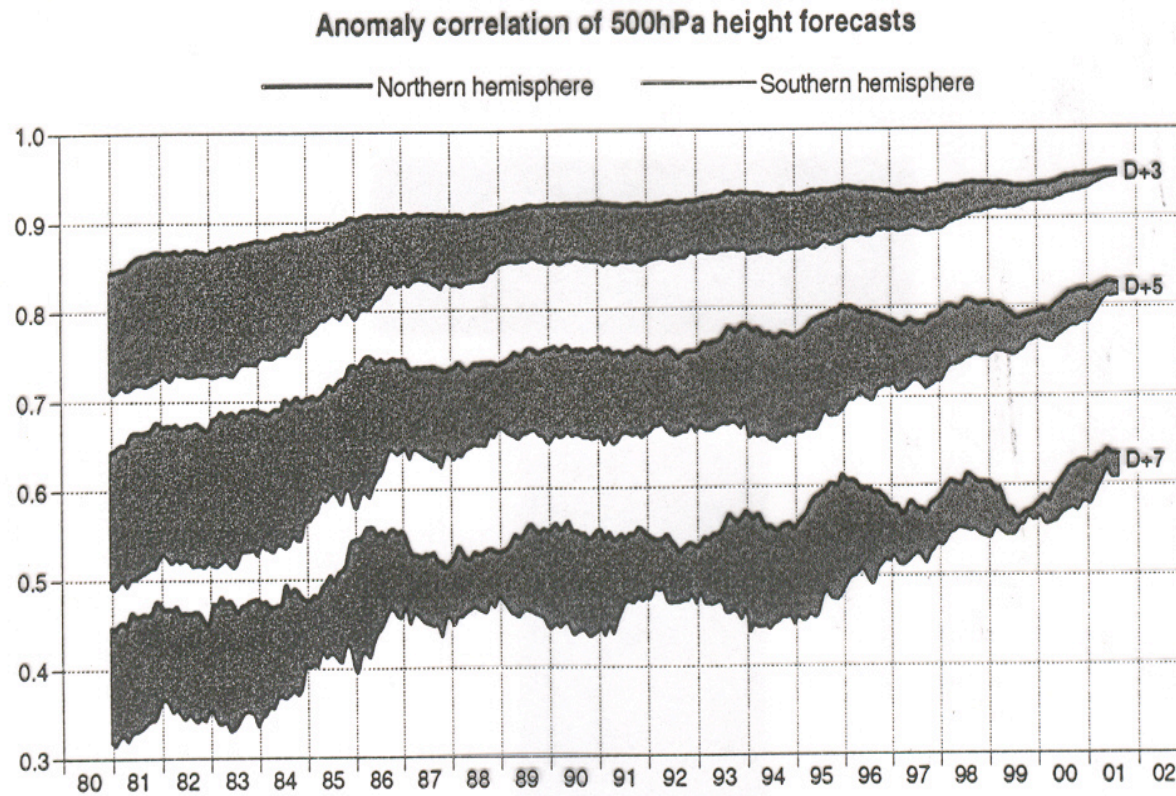 Anomaly correlation of 500hPa height forecasts
Northern hemisphere Southern hemisphere
1.0
D+3
0.9
0.8
D+5
0.7
0.6
D+7
0.5
0.4
0.3
80 81 82 83 84 85 86 87 88 89 90 91 92 93 94 95 96 97 98 99 00 01 02